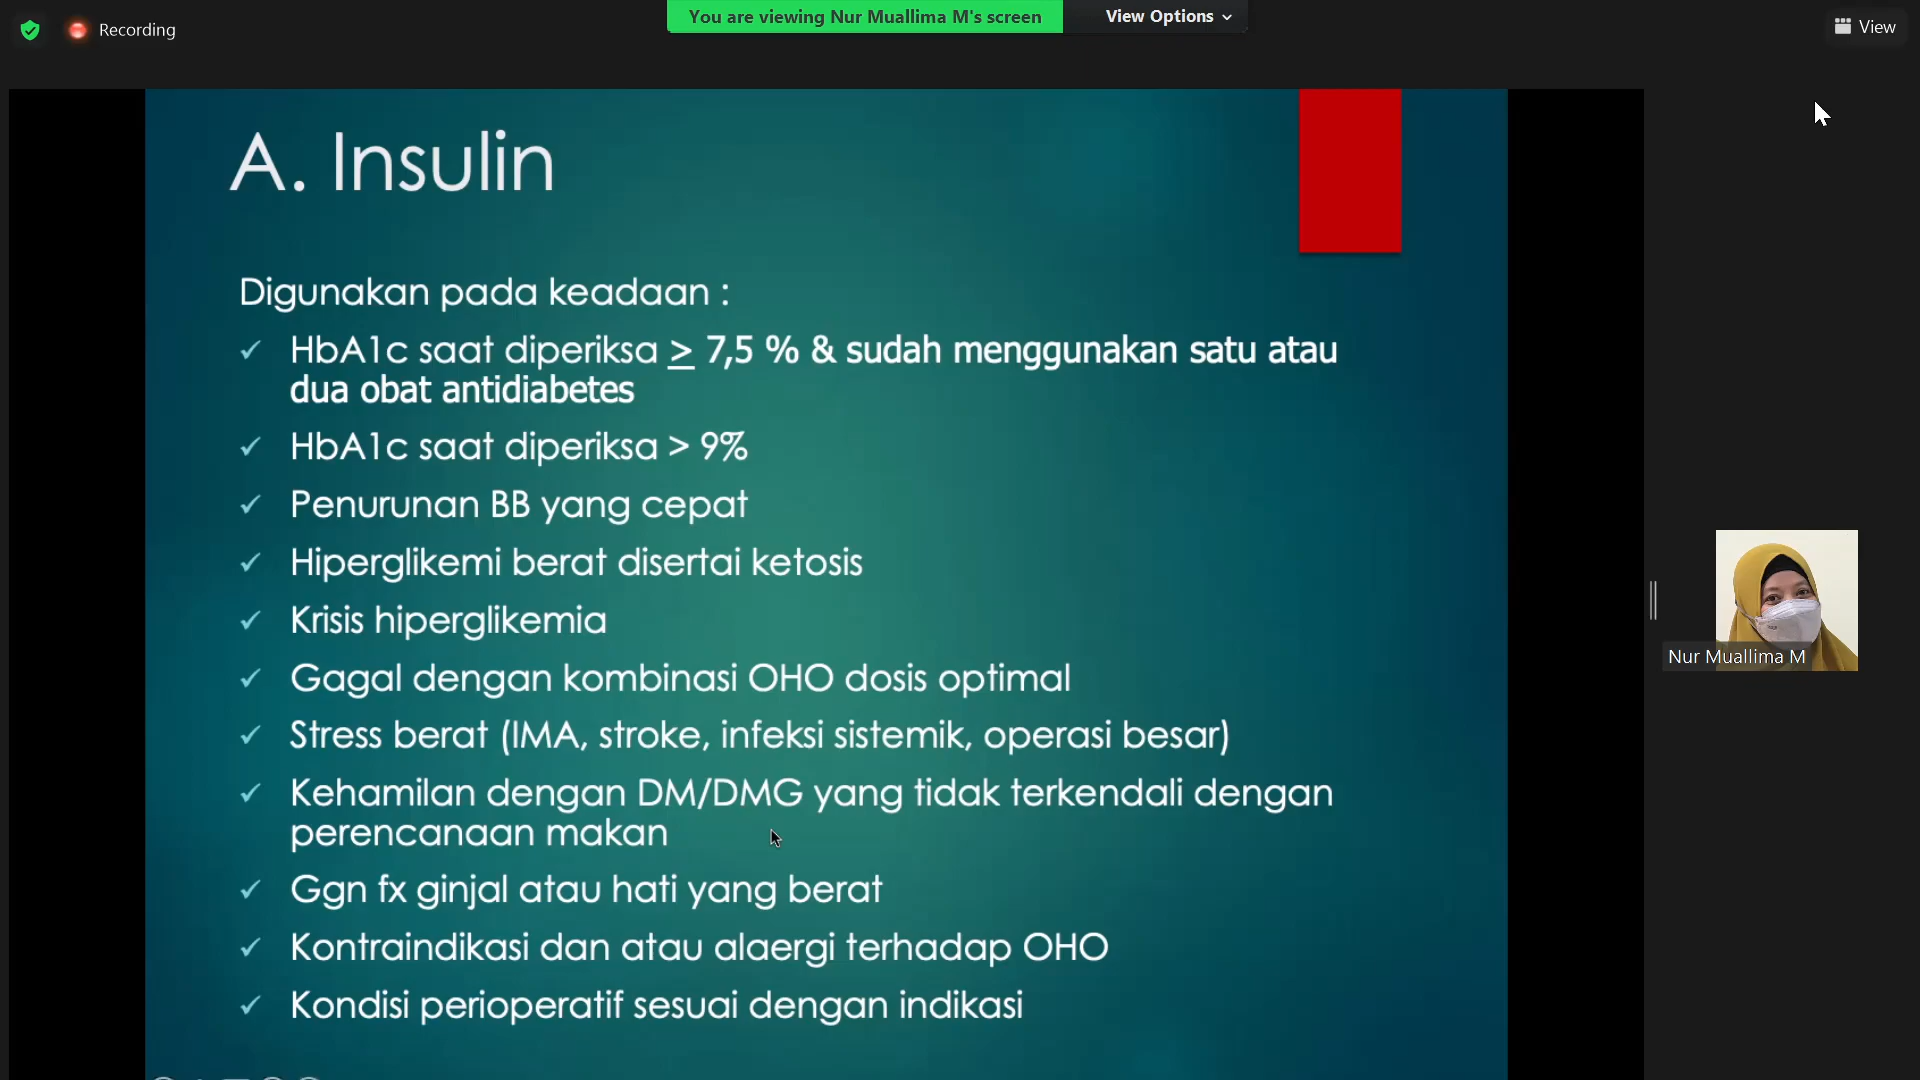 Recording
You are viewing Nur Muallima M's screen
View Options
View
A. Insulin
Digunakan pada keadaan :
HbA1c saat diperiksa ≥ 7,5 % & sudah menggunakan satu atau
dua obat antidiabetes
HbA1c saat diperiksa > 9%
Penurunan BB yang cepat
Hiperglikemi berat disertai ketosis
Krisis hiperglikemia
Gagal dengan kombinasi OHO dosis optimal
Stress berat (IMA, stroke, infeksi sistemik, operasi besar)
Kehamilan dengan DM/DMG yang tidak terkendali dengan
perencanaan makan
Ggn fx ginjal atau hati yang berat
Kontraindikasi dan atau alaergi terhadap OHO
Kondisi perioperatif sesuai dengan indikasi
Nur Muallima M